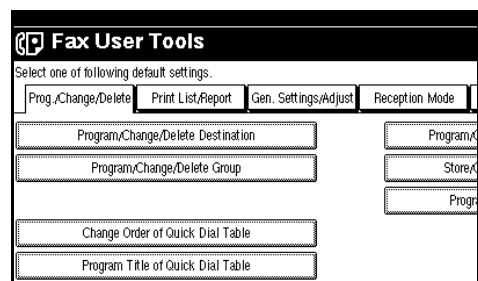 Fax User Tools
Select one of following default settings.
Prog./Change/Delete Print List/Report Gen. Settings/Adjust Reception Mode
Program/Change/Delete Destination
Program/Change/Delete Group
Change Order of Quick Dial Table
Program Title of Quick Dial Table
Program/
Store/